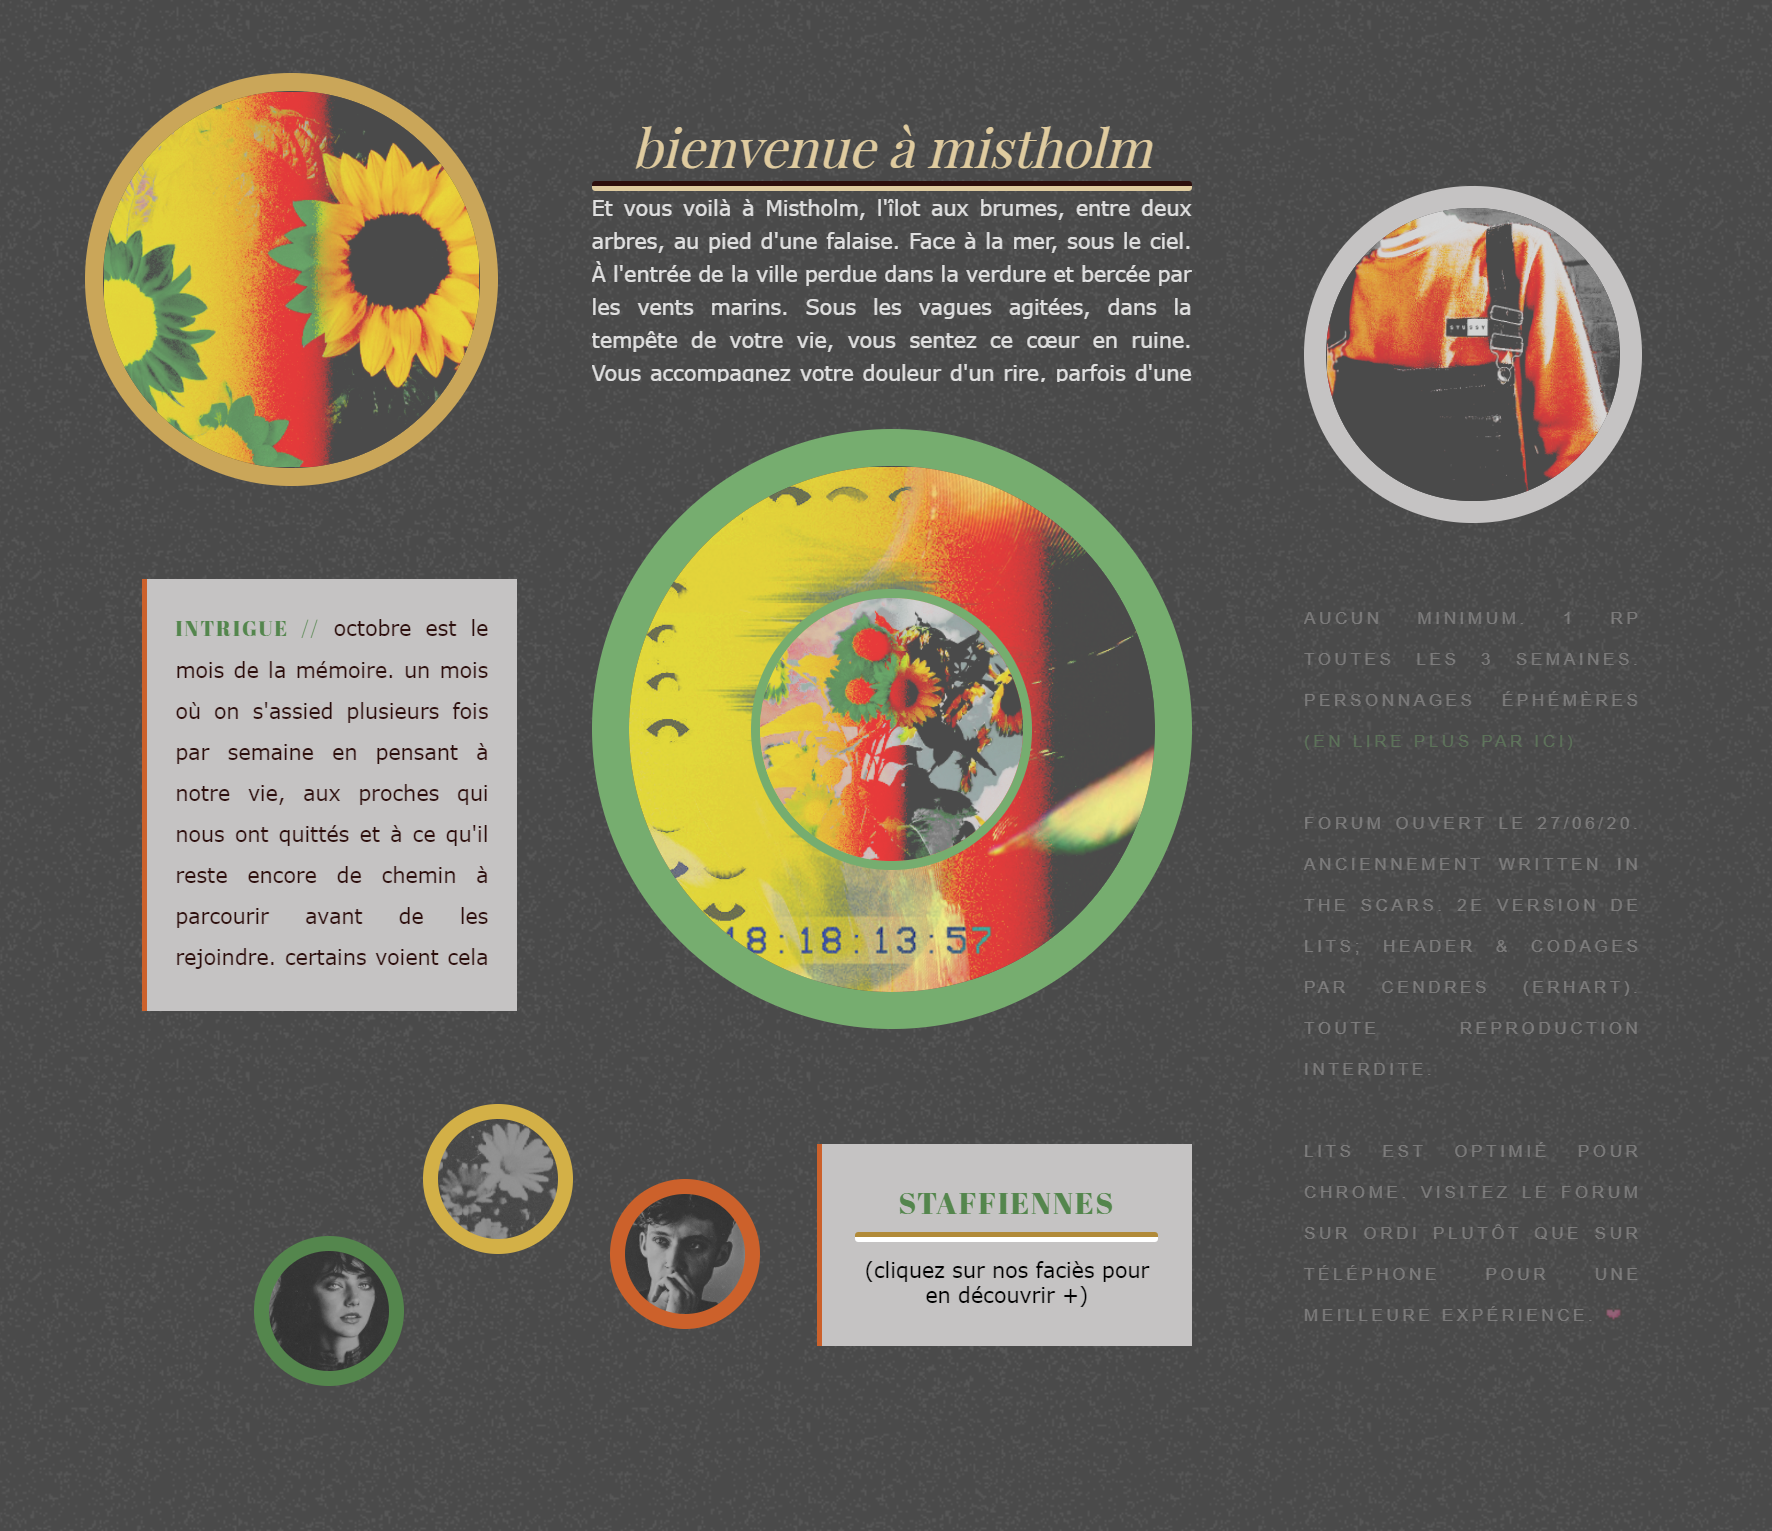 bienvenue à mistholm
Et vous voilà à Mistholm, l'îlot aux brumes, entre deux
arbres, au pied d'une falaise. Face à la mer, sous le ciel.
À l'entrée de la ville perdue dans la verdure et bercée par
les vents marins. Sous les vagues agitées, dans la
tempête de votre vie, vous sentez ce cœur en ruine.
Vous accompagnez votre douleur d'un rire, parfois d'une
INTRIGUE // octobre est le
mois de la mémoire. un mois
où on s'assied plusieurs fois
par semaine en pensant à
notre vie, aux proches qui
nous ont quittés et à ce qu'il
reste encore de chemin à
parcourir avant de les
rejoindre. certains voient cela
18:18:13:57
STAFFIENNES
(cliquez sur nos faciès pour
en découvrir +)
AUCUN MINIMUM. 1 RP
TOUTES LES 3 SEMAINES.
PERSONNAGES ÉPHÉMÈRES
(EN LIRE PLUS PAR ICI)
FORUM OUVERT LE 27/06/20.
ANCIENNEMENT WRITTEN IN
THE SCARS. 2E VERSION DE
LITS; HEADER & CODAGES
PAR CENDRES (ERHART).
TOUTE REPRODUCTION
INTERDITE.
LITS EST OPTIMIÉ POUR
CHROME. VISITEZ LE FORUM
SUR ORDI PLUTÔT QUE SUR
TÉLÉPHONE POUR UNE
MEILLEURE EXPÉRIENCE. ❤